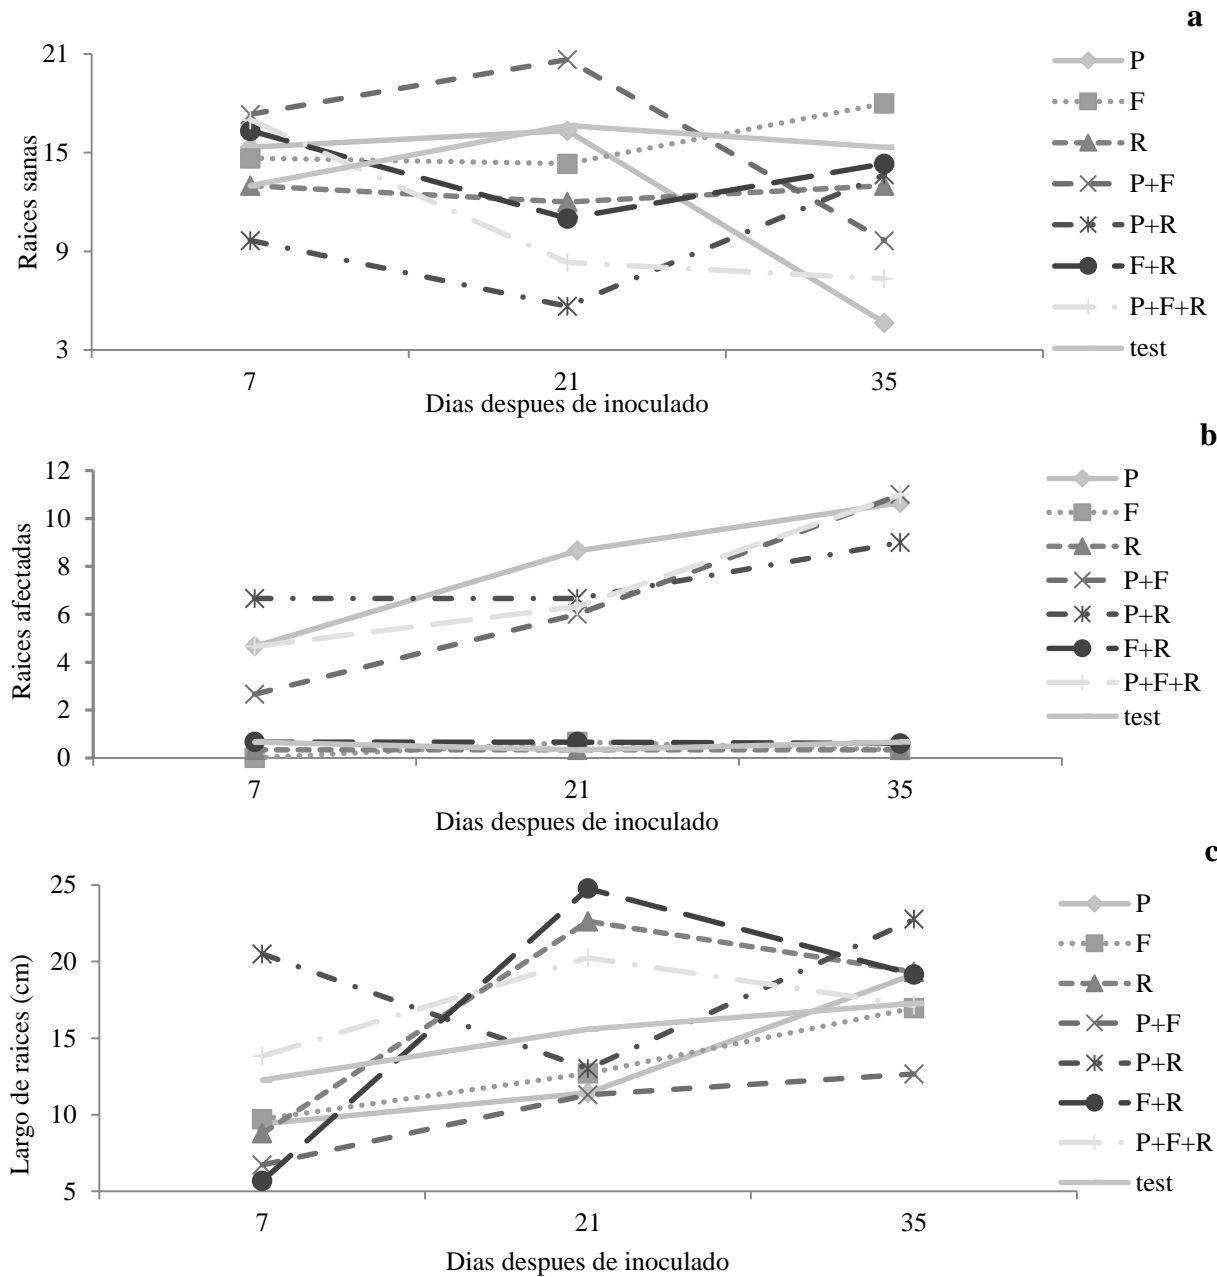 a
21
15
9
3
Raices sanas
7 21 35
Dias despues de inoculado
P
F
R
P+F
P+R
F+R
P+F+R
test
b
12
10
8
6
4
2
0
Raices afectadas
7 21 35
Dias despues de inoculado
P
F
R
P+F
P+R
F+R
P+F+R
test
c
25
20
15
10
5
Largo de raices (cm)
7 21 35
Dias despues de inoculado
P
F
R
P+F
P+R
F+R
P+F+R
test